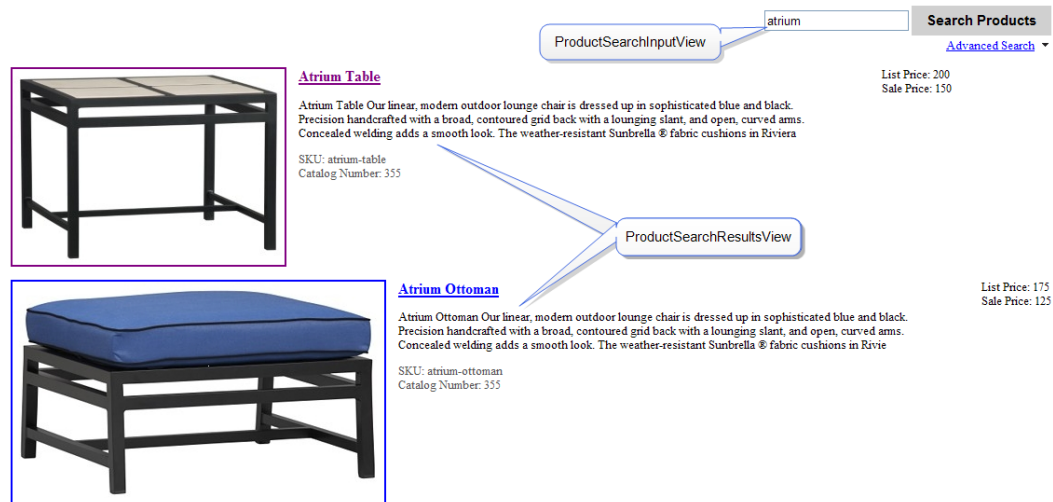 atrium
Search Products
ProductSearchInputView
Advanced Search
Atrium Table
List Price: 200
Sale Price: 150
Atrium Table Our linear, modern outdoor lounge chair is dressed up in sophisticated blue and black.
Precision handcrafted with a broad, contoured grid back with a lounging slant, and open, curved arms.
Concealed welding adds a smooth look. The weather-resistant Sunbrella ® fabric cushions in Riviera
SKU: atrium-table
Catalog Number: 355
ProductSearchResultsView
Atrium Ottoman
List Price: 175
Sale Price: 125
Atrium Ottoman Our linear, modern outdoor lounge chair is dressed up in sophisticated blue and black.
Precision handcrafted with a broad, contoured grid back with a lounging slant, and open, curved arms.
Concealed welding adds a smooth look. The weather-resistant Sunbrella ® fabric cushions in Rivie
SKU: atrium-ottoman
Catalog Number: 355